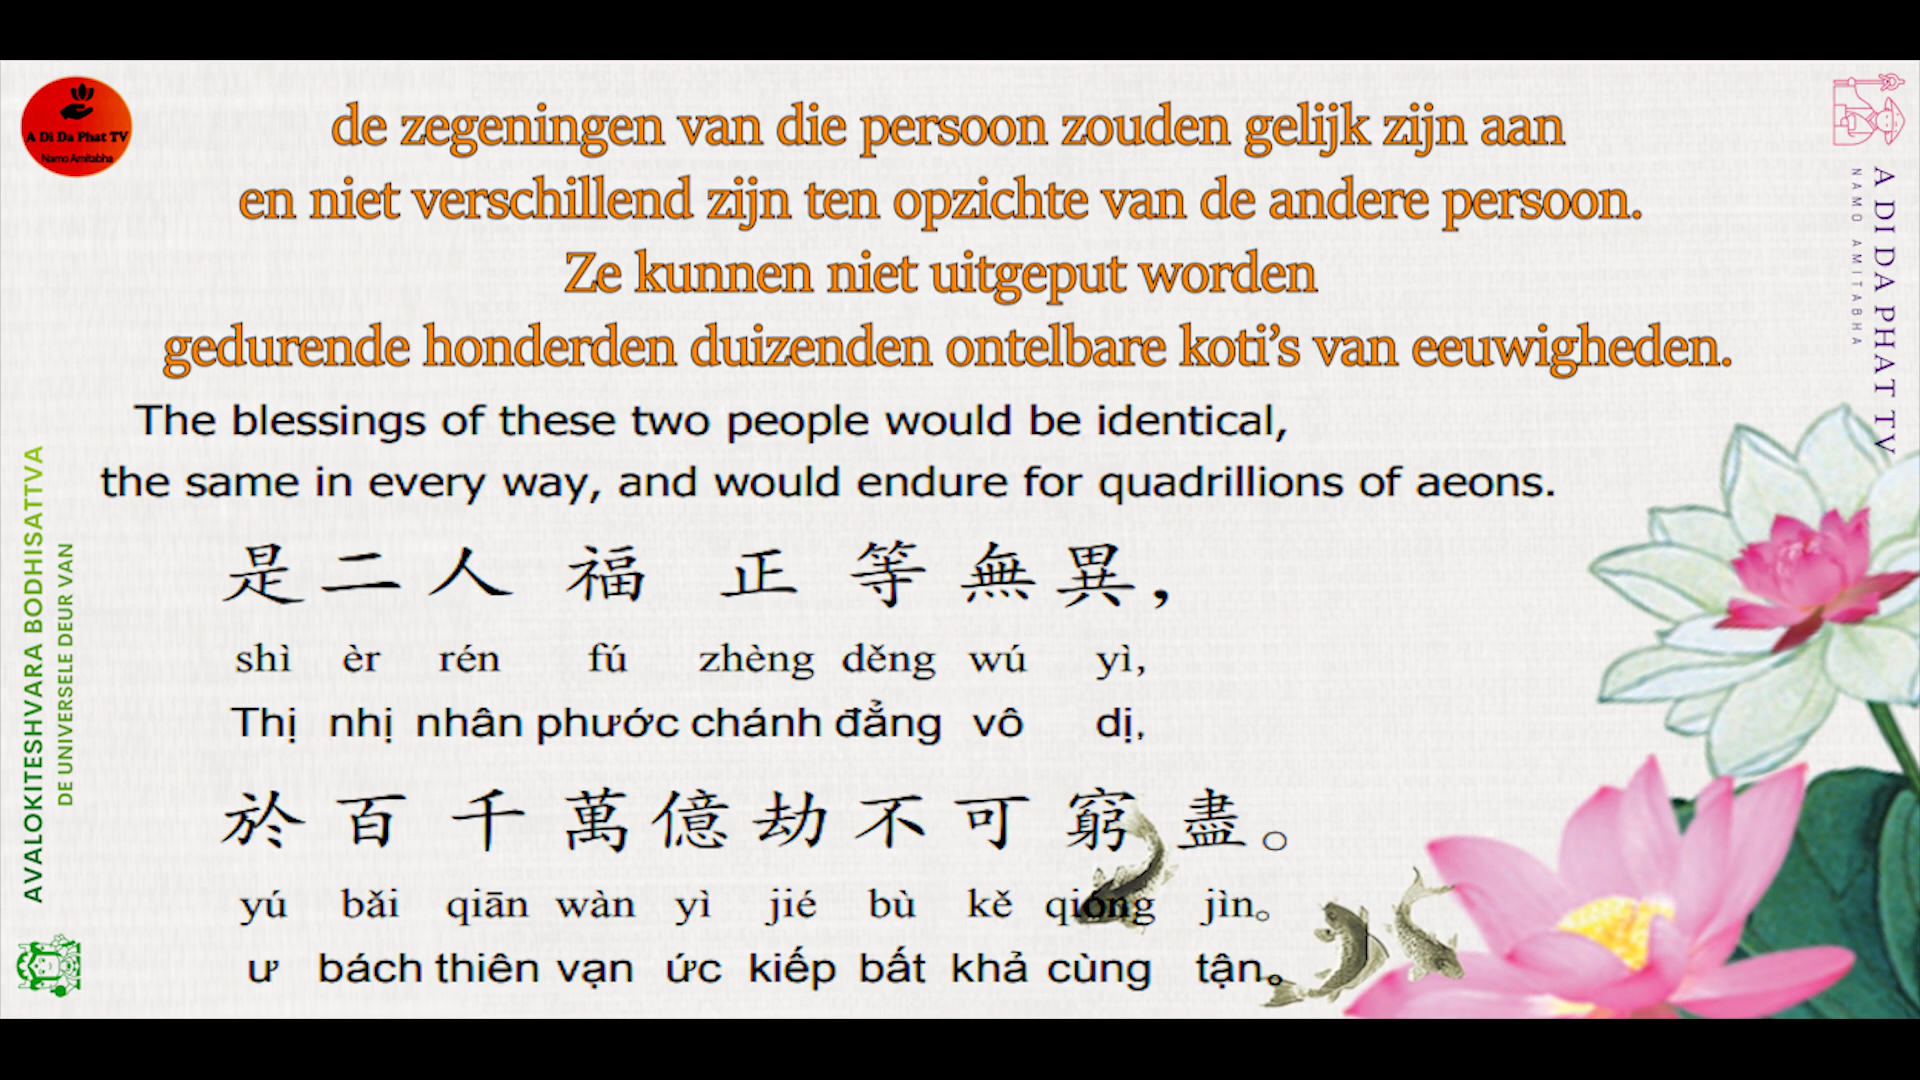 A Di Da Phat TV
Namo Amitabha
de zegeningen van die persoon zouden gelijk zijn aan
en niet verschillend zijn ten opzichte van de andere persoon.
Ze kunnen niet uitgeput worden
gedurende honderden duizenden ontelbare koti’s van eeuwigheden.
The blessings of these two people would be identical,
the same in every way, and would endure for quadrillions of aeons.
是二人福正等無異，
shì èr rén fú zhèng děng wú yì,
Thị nhị nhân phước chánh đẳng vô dị,
於百千萬億劫不可窮盡。
yú bǎi qiān wàn yì jié bù kě qióng jìn。
ư bách thiên vạn ức kiếp bất khả cùng tận。
AVALOKITESHVARA BODHISATTVA
DE UNIVERSELE DEUR VAN
A DI DA PHAT TV
NAMO AMITABHA